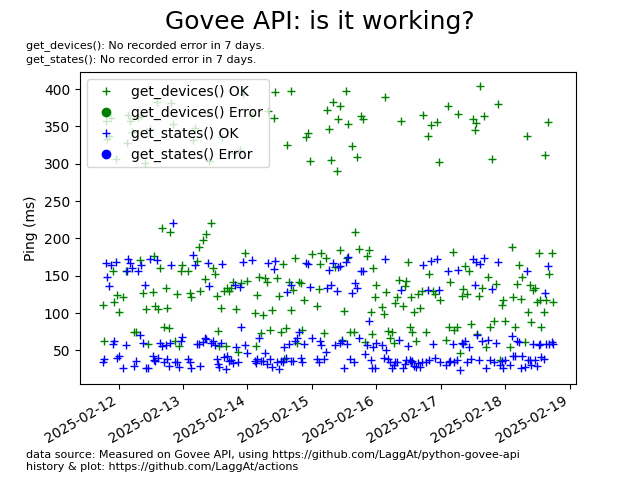 Govee API: is it working?
get_devices(): No recorded error in 7 days.
get_states(): No recorded error in 7 days.
get_devices() OK
get_devices() Error
get_states() OK
get_states() Error
Ping (ms)
400
350
300
250
200
150
100
50
2025-02-12
2025-02-13
2025-02-14
2025-02-15
2025-02-16
2025-02-17
2025-02-18
2025-02-19
data source: Measured on Govee API, using https://github.com/LaggAt/python-govee-api
history & plot: https://github.com/LaggAt/actions